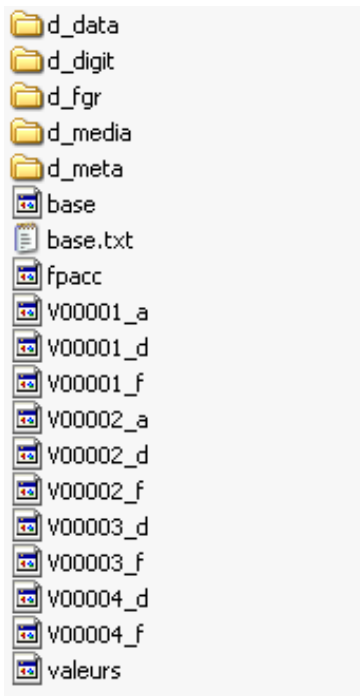 d_data
d_digit
d_fgr
d_media
d_meta
base
base.txt
fpacc
V00001_a
V00001_d
V00001_f
V00002_a
V00002_d
V00002_f
V00003_d
V00003_f
V00004_d
V00004_f
valeurs